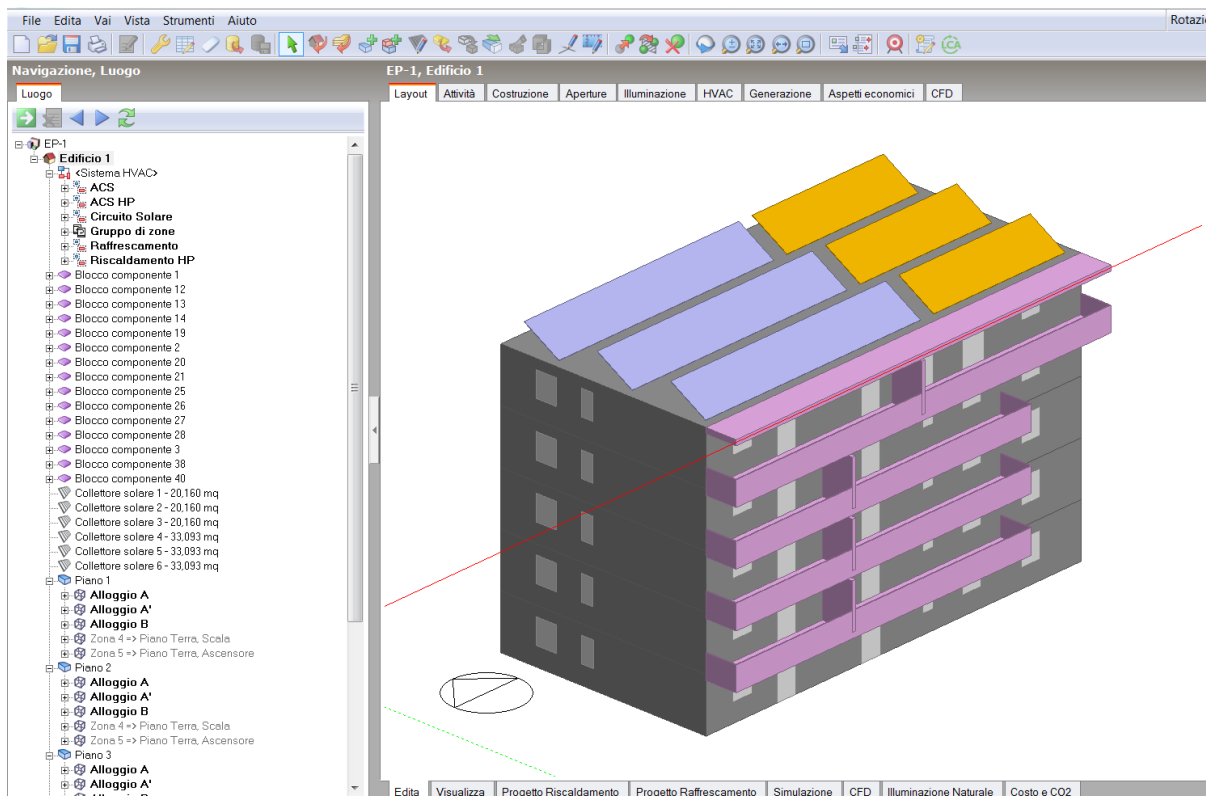 File Edita Vai Vista Strumenti Aiuto
Rotazio
Navigazione, Luogo
EP-1, Edificio 1
Luogo
Layout Attività Costruzione Aperture Illuminazione HVAC Generazione Aspetti economici CFD
EP-1
Edificio 1
<Sistema HVAC>
ACS
ACS HP
Circuito Solare
Gruppo di zone
Raffrescamento
Riscaldamento HP
Blocco componente 1
Blocco componente 12
Blocco componente 13
Blocco componente 14
Blocco componente 19
Blocco componente 2
Blocco componente 20
Blocco componente 21
Blocco componente 25
Blocco componente 26
Blocco componente 27
Blocco componente 28
Blocco componente 3
Blocco componente 38
Blocco componente 40
Collettore solare 1 - 20,160 mq
Collettore solare 2 - 20,160 mq
Collettore solare 3 - 20,160 mq
Collettore solare 4 - 33,093 mq
Collettore solare 5 - 33,093 mq
Collettore solare 6 - 33,093 mq
Piano 1
Alloggio A
Alloggio A'
Alloggio B
Zona 4 => Piano Terra, Scala
Zona 5 => Piano Terra, Ascensore
Piano 2
Alloggio A
Alloggio A'
Alloggio B
Zona 4 => Piano Terra, Scala
Zona 5 => Piano Terra, Ascensore
Piano 3
Alloggio A
Alloggio A'
Edita Visualizza Progetto Riscaldamento Progetto Raffrescamento Simulazione CFD Illuminazione Naturale Costo e CO2